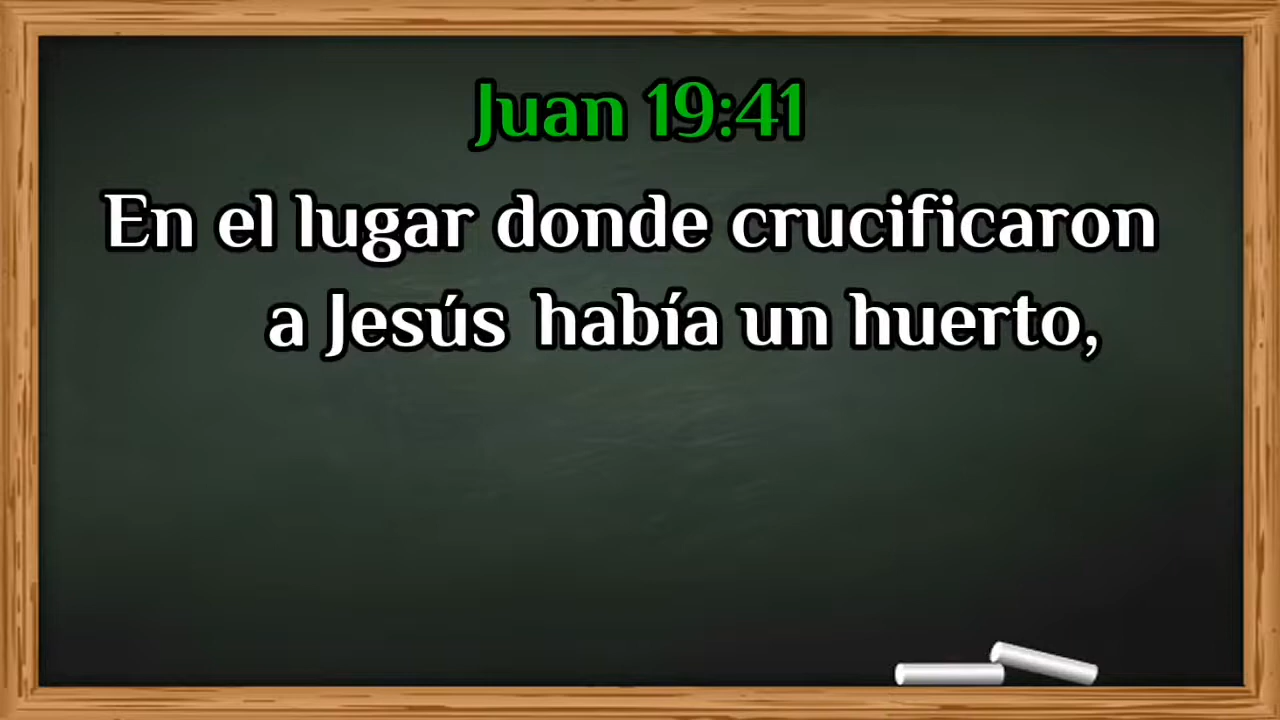 Juan 19:41
En el lugar donde crucificaron
a Jesús había un huerto,